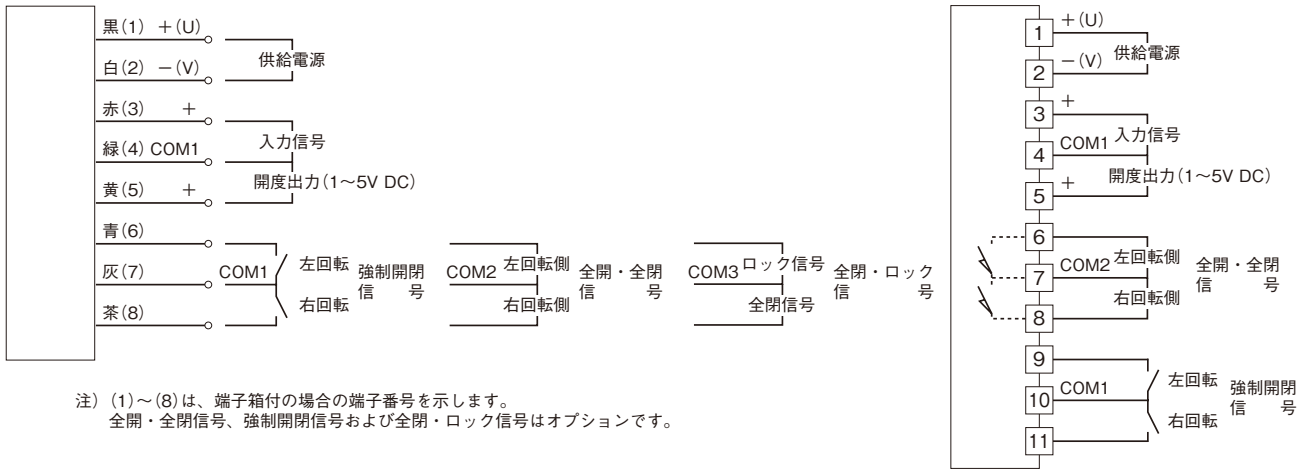 黒(1) +(U)
供給電源
白(2) −(V)
赤(3) +
入力信号
緑(4) COM1
開度出力(1〜5V DC)
黄(5) +
青(6)
灰(7)
茶(8)
COM1
左回転
右回転
強制開閉
信　　号
COM2
左回転側
右回転側
全開・全閉
信　　　号
COM3
ロック信号
全閉信号
全閉・ロック
信　　　　号
注）(1)〜(8)は、端子箱付の場合の端子番号を示します。
全開・全閉信号、強制開閉信号および全閉・ロック信号はオプションです。
1 +(U)
供給電源
2 −(V)
3 +
入力信号
4 COM1
開度出力(1〜5V DC)
5 +
6
左回転側
7 COM2
全開・全閉
信　　　号
右回転側
8
9
左回転
10 COM1
強制開閉
信　　号
右回転
11